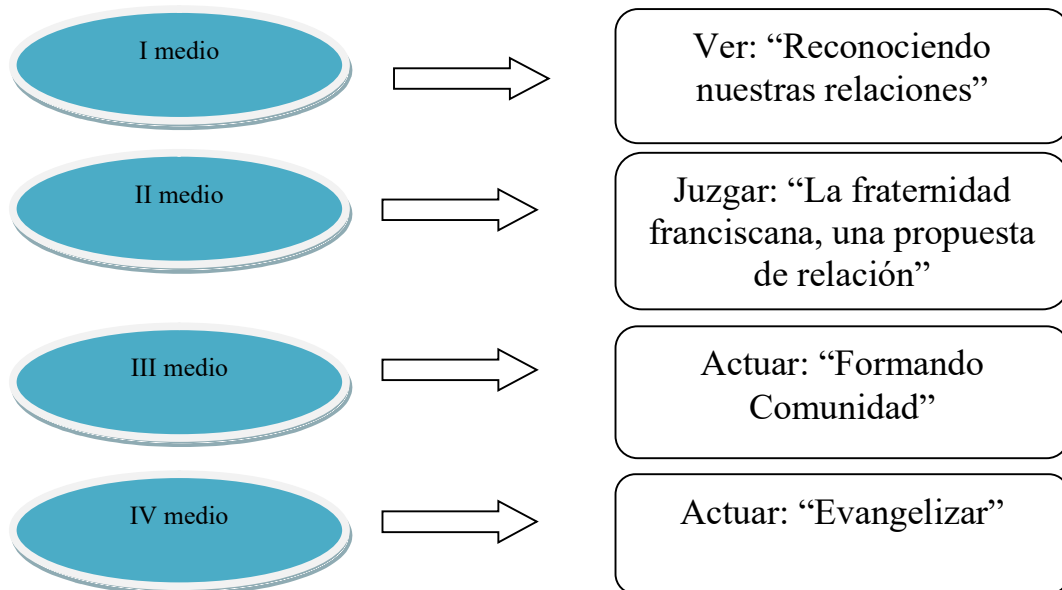 I medio
Ver: “Reconociendo
nuestras relaciones”
II medio
Juzgar: “La fraternidad
franciscana, una propuesta
de relación”
III medio
Actuar: “Formando
Comunidad”
IV medio
Actuar: “Evangelizar”